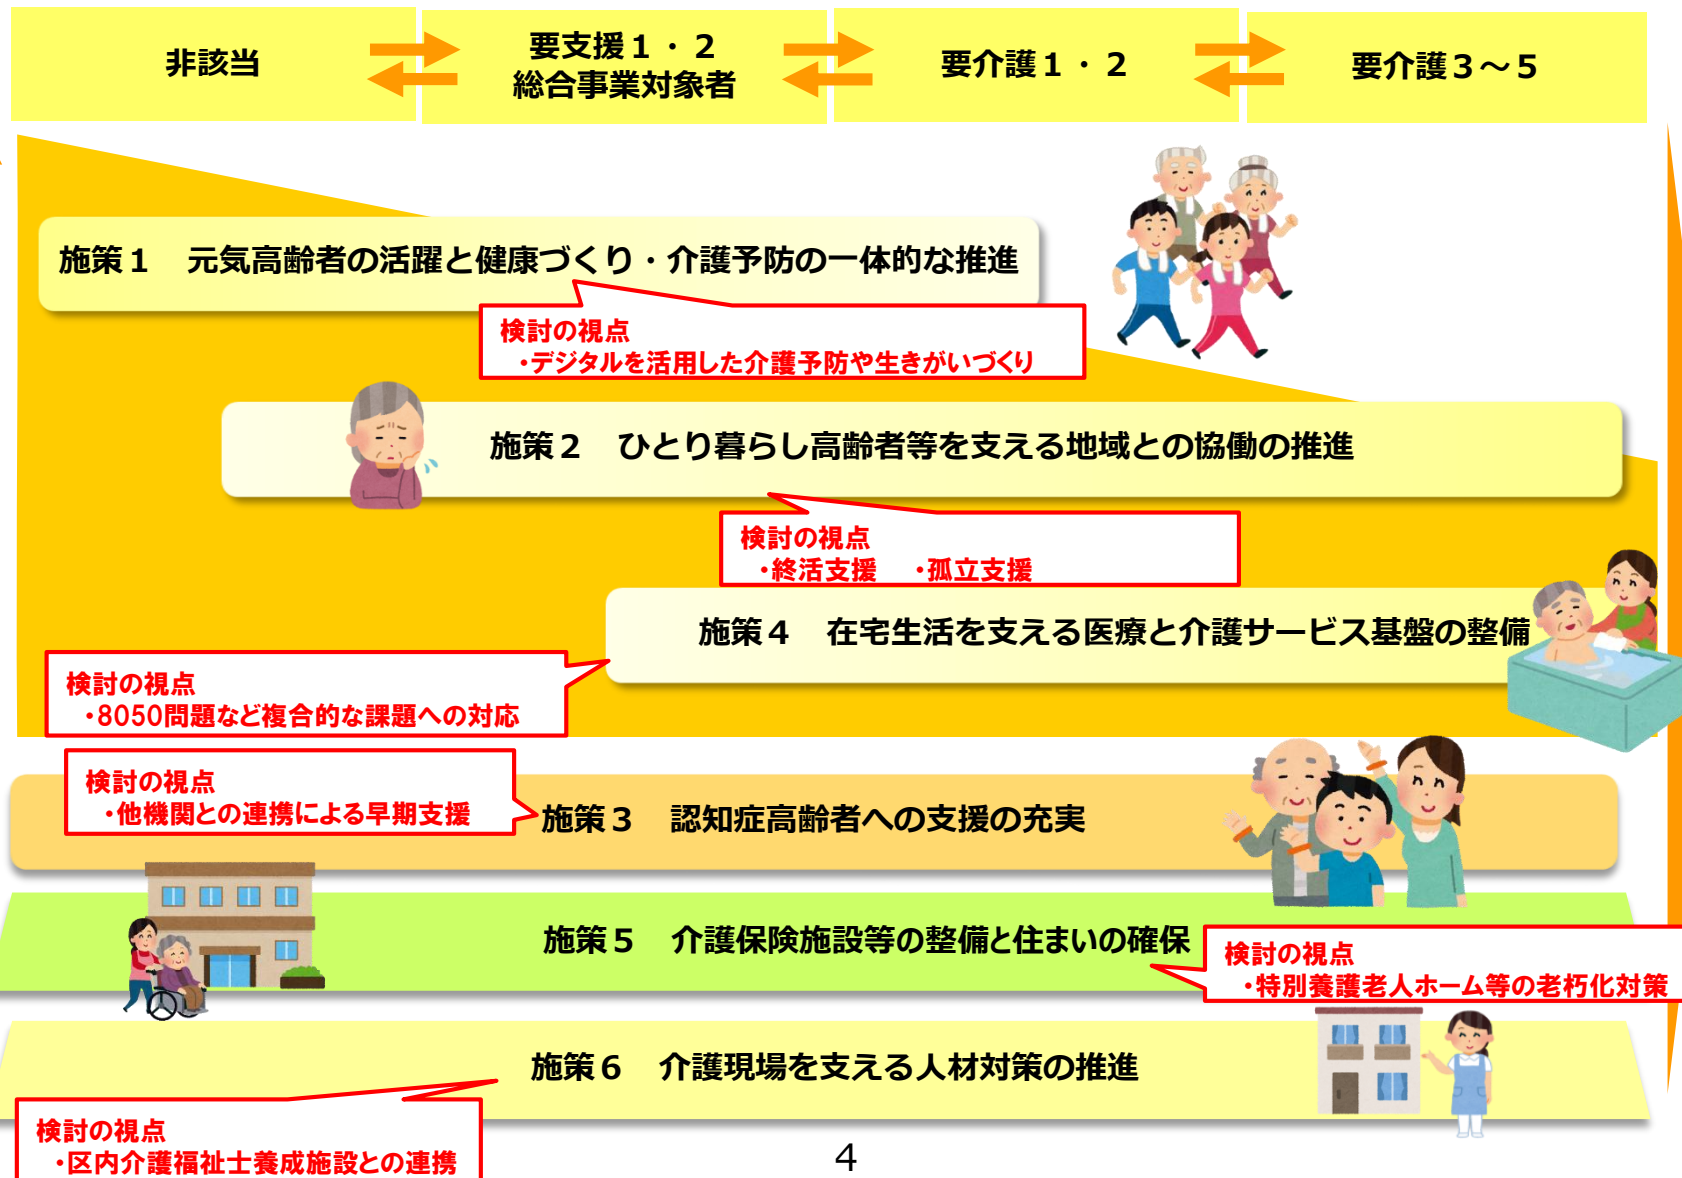 非該当
要支援１・２
総合事業対象者
要介護１・２
要介護３～５
施策１　元気高齢者の活躍と健康づくり・介護予防の一体的な推進
検討の視点
・デジタルを活用した介護予防や生きがいづくり
施策２　ひとり暮らし高齢者等を支える地域との協働の推進
検討の視点
・終活支援　・孤立支援
施策４　在宅生活を支える医療と介護サービス基盤の整備
検討の視点
・8050問題など複合的な課題への対応
検討の視点
・他機関との連携による早期支援
施策３　認知症高齢者への支援の充実
施策５　介護保険施設等の整備と住まいの確保
検討の視点
・特別養護老人ホーム等の老朽化対策
施策６　介護現場を支える人材対策の推進
検討の視点
・区内介護福祉士養成施設との連携
4